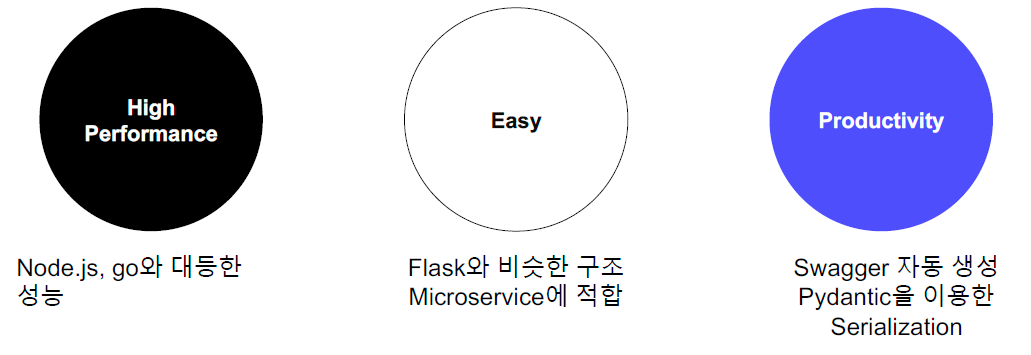 High
Performance
Easy
Productivity
Node.js, go와 대등한
성능
Flask와 비슷한 구조
Microservice에 적합
Swagger 자동 생성
Pydantic을 이용한
Serialization